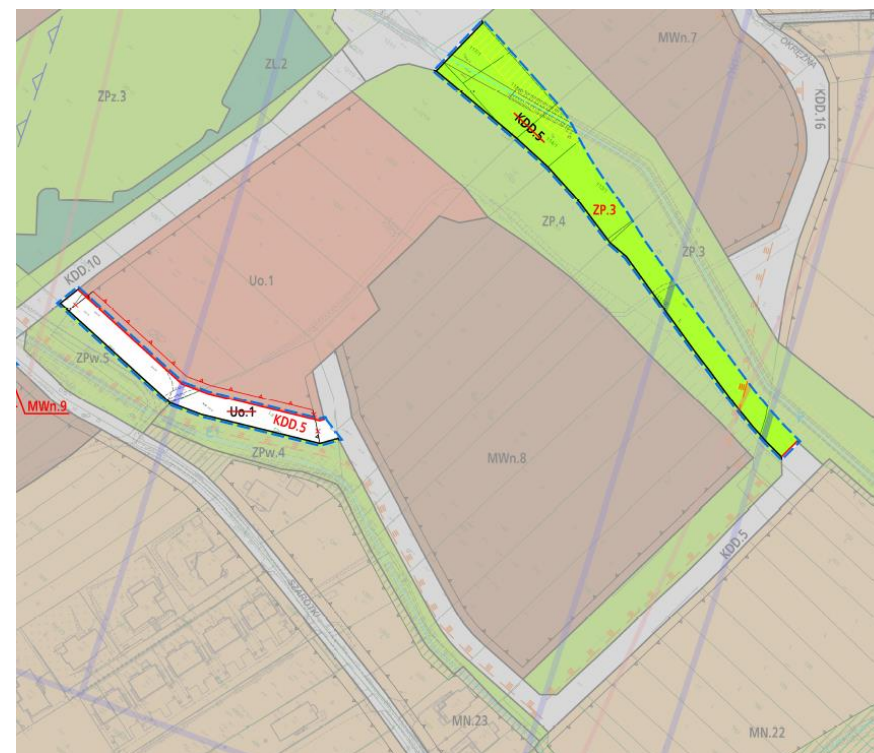 MWn.7
OKRĘŻNA
ZL.2
ZPz.3
KDD.16
KDD.5
ZP.3
ZP.4
ZP.3
KDD.10
Uo.1
ZPw.5
MWn.9
Uo.1
KDD.5
ZPw.4
MWn.8
KDD.5
SZAROTKI
MN.23
MN.22